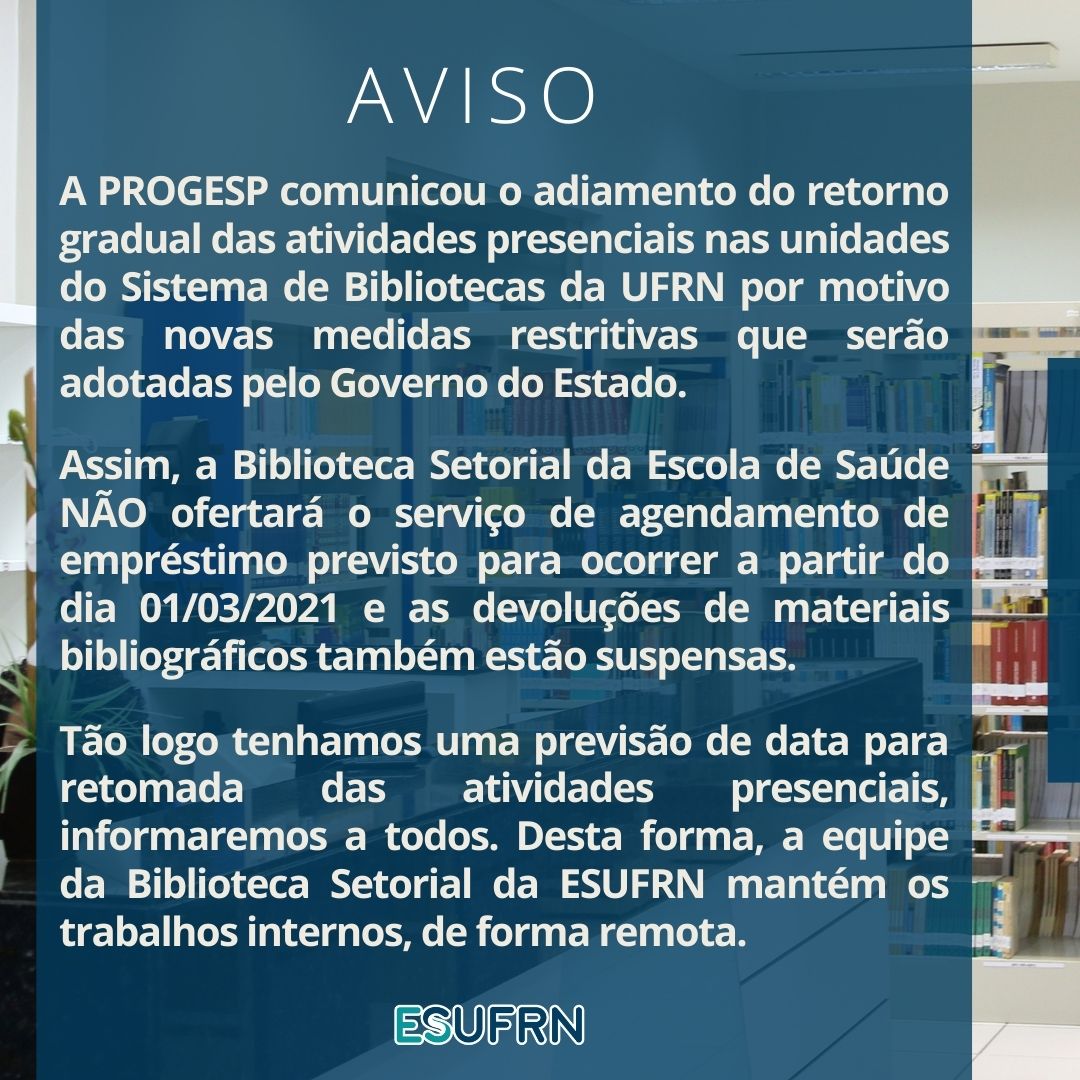 AVISO
A PROGESP comunicou o adiamento do retorno
gradual das atividades presenciais nas unidades
do Sistema de Bibliotecas da UFRN por motivo
das novas medidas restritivas que serão
adotadas pelo Governo do Estado.
Assim, a Biblioteca Setorial da Escola de Saúde
NÃO ofertará o serviço de agendamento de
empréstimo previsto para ocorrer a partir do
dia 01/03/2021 e as devoluções de materiais
bibliográficos também estão suspensas.
Tão logo tenhamos uma previsão de data para
retomada das atividades presenciais,
informaremos a todos. Desta forma, a equipe
da Biblioteca Setorial da ESUFRN mantém os
trabalhos internos, de forma remota.
ESUFRN